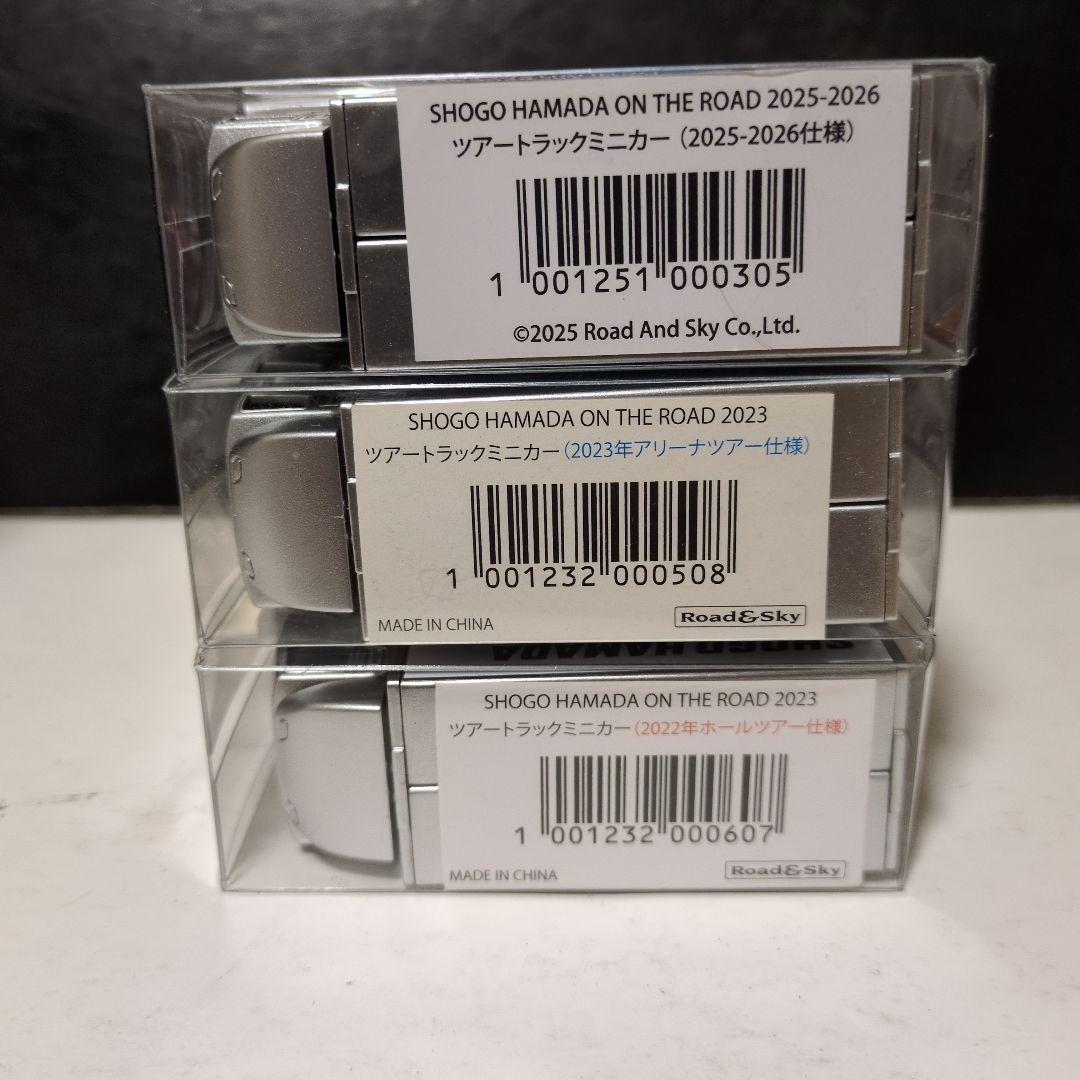 SHOGO HAMADA ON THE ROAD 2025-2026
ツアートラックミニカー（2025-2026仕様）
1 001251 000305
©2025 Road And Sky Co.,Ltd.
SHOGO HAMADA ON THE ROAD 2023
ツアートラックミニカー（2023年アリーナツアー仕様）
1 001232 000508
MADE IN CHINA
Road&Sky
SHOGO HAMADA
SHOGO HAMADA ON THE ROAD 2023
ツアートラックミニカー（2022年ホールツアー仕様）
1 001232 000607
MADE IN CHINA
Road&Sky